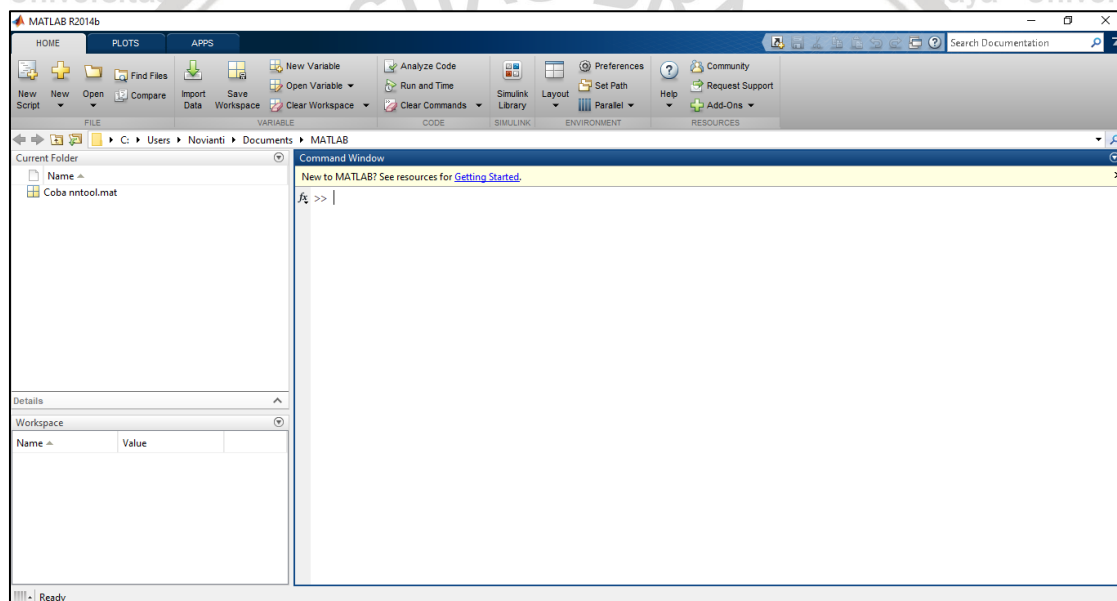 MATLAB R2014b
HOME PLOTS APPS Search Documentation
New Script New Open Find Files Compare Import Data Save Workspace New Variable Open Variable Clear Workspace Analyze Code Run and Time Clear Commands Simulink Library Layout Preferences Set Path Parallel Help Community Request Support Add-Ons
FILE VARIABLE CODE SIMULINK ENVIRONMENT RESOURCES
C: Users Novianti Documents MATLAB
Current Folder
Name
Coba nntool.mat
Details
Workspace
Name Value
Command Window
New to MATLAB? See resources for Getting Started.
fx >>
Ready